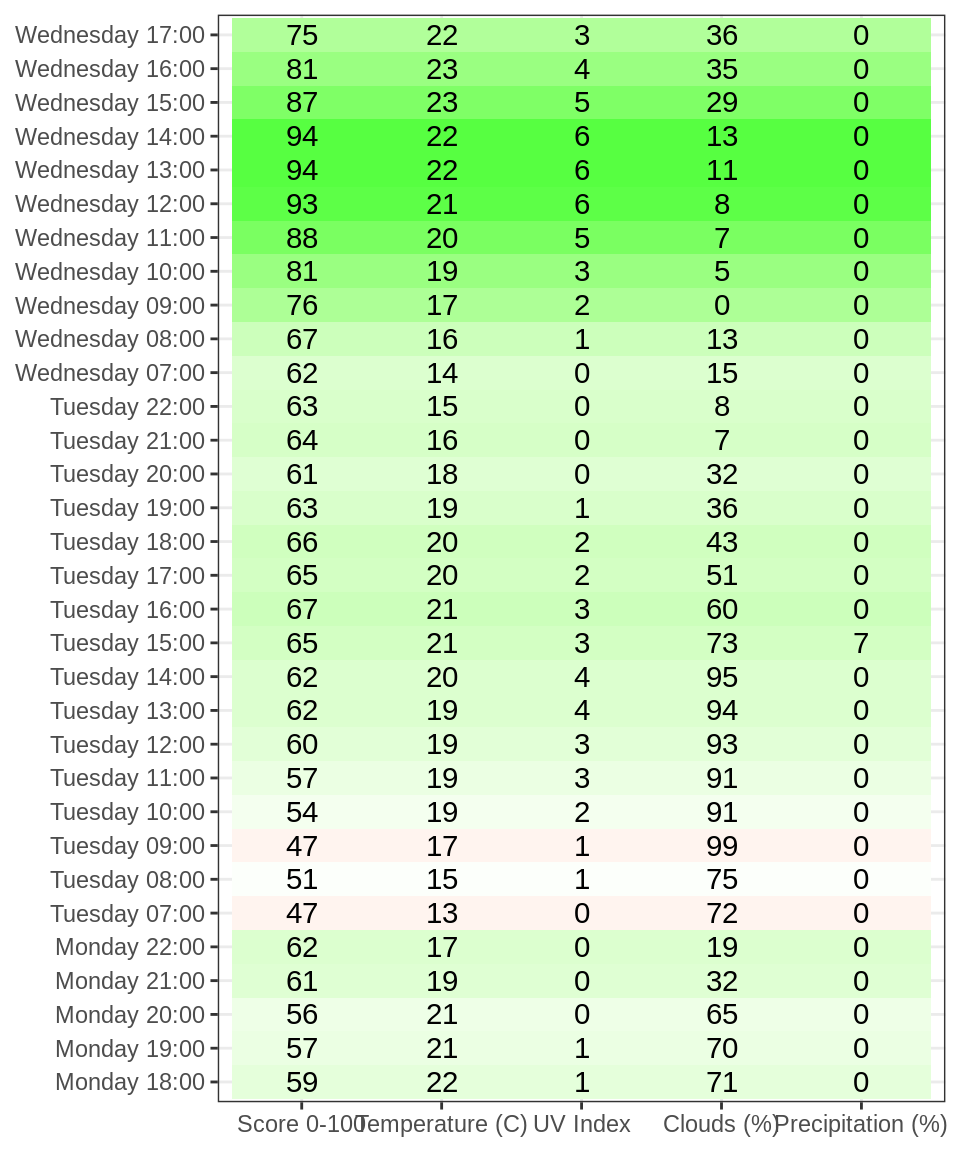 Wednesday 17:00 75 22 3 36 0
Wednesday 16:00 81 23 4 35 0
Wednesday 15:00 87 23 5 29 0
Wednesday 14:00 94 22 6 13 0
Wednesday 13:00 94 22 6 11 0
Wednesday 12:00 93 21 6 8 0
Wednesday 11:00 88 20 5 7 0
Wednesday 10:00 81 19 3 5 0
Wednesday 09:00 76 17 2 0 0
Wednesday 08:00 67 16 1 13 0
Wednesday 07:00 62 14 0 15 0
Tuesday 22:00 63 15 0 8 0
Tuesday 21:00 64 16 0 7 0
Tuesday 20:00 61 18 0 32 0
Tuesday 19:00 63 19 1 36 0
Tuesday 18:00 66 20 2 43 0
Tuesday 17:00 65 20 2 51 0
Tuesday 16:00 67 21 3 60 0
Tuesday 15:00 65 21 3 73 7
Tuesday 14:00 62 20 4 95 0
Tuesday 13:00 62 19 4 94 0
Tuesday 12:00 60 19 3 93 0
Tuesday 11:00 57 19 3 91 0
Tuesday 10:00 54 19 2 91 0
Tuesday 09:00 47 17 1 99 0
Tuesday 08:00 51 15 1 75 0
Tuesday 07:00 47 13 0 72 0
Monday 22:00 62 17 0 19 0
Monday 21:00 61 19 0 32 0
Monday 20:00 56 21 0 65 0
Monday 19:00 57 21 1 70 0
Monday 18:00 59 22 1 71 0
Score 0-100 Temperature (C) UV Index Clouds (%) Precipitation (%)